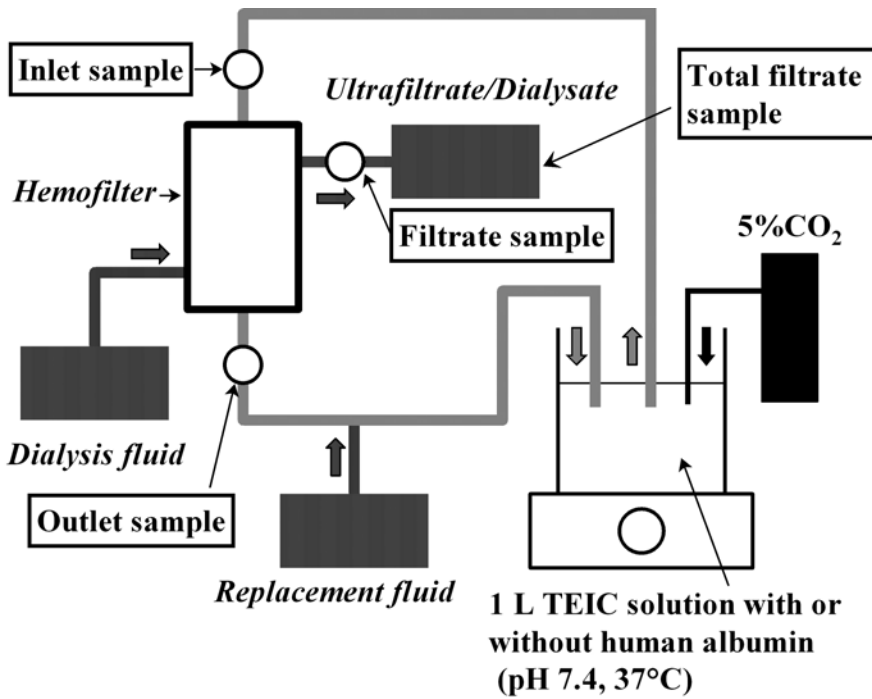 Inlet sample
Ultrafiltrate/Dialysate
Total filtrate
sample
Hemofilter
Filtrate sample
5%CO₂
Dialysis fluid
Outlet sample
Replacement fluid
1 L TEIC solution with or
without human albumin
(pH 7.4, 37°C)